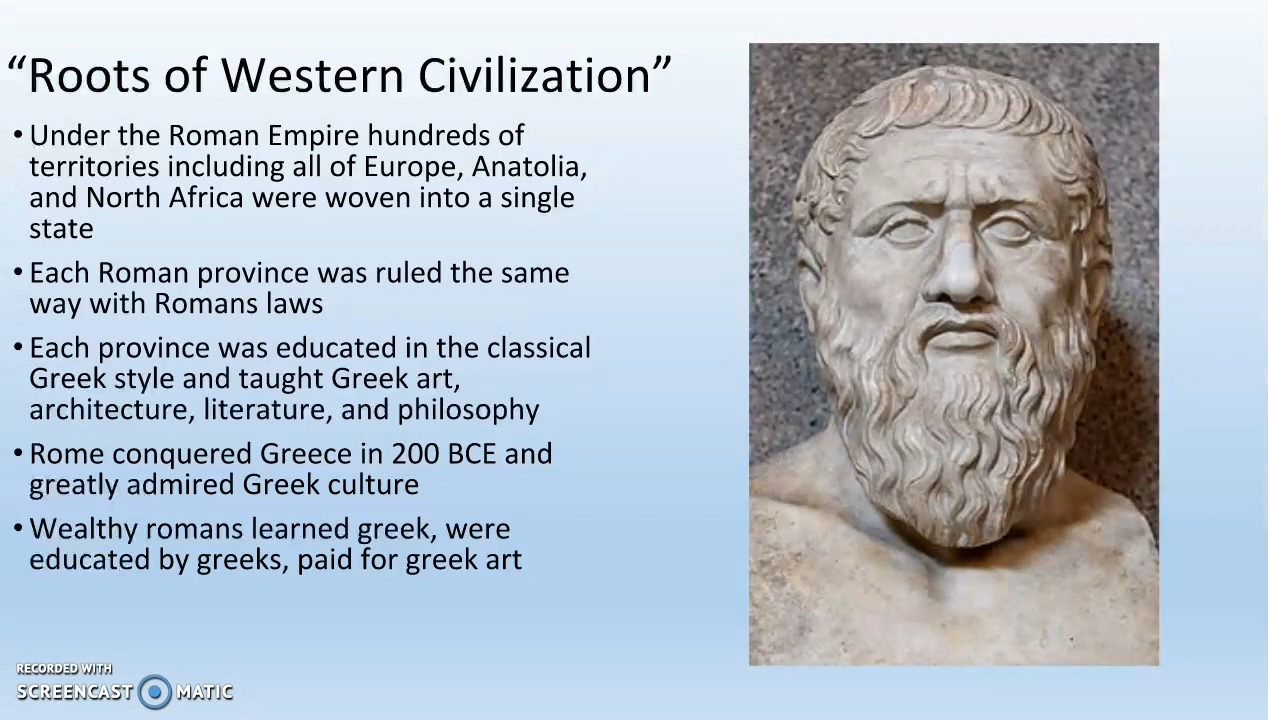 “Roots of Western Civilization”
• Under the Roman Empire hundreds of
territories including all of Europe, Anatolia,
and North Africa were woven into a single
state
• Each Roman province was ruled the same
way with Romans laws
• Each province was educated in the classical
Greek style and taught Greek art,
architecture, literature, and philosophy
• Rome conquered Greece in 200 BCE and
greatly admired Greek culture
• Wealthy romans learned greek, were
educated by greeks, paid for greek art
RECORDED WITH
SCREENCAST MATIC